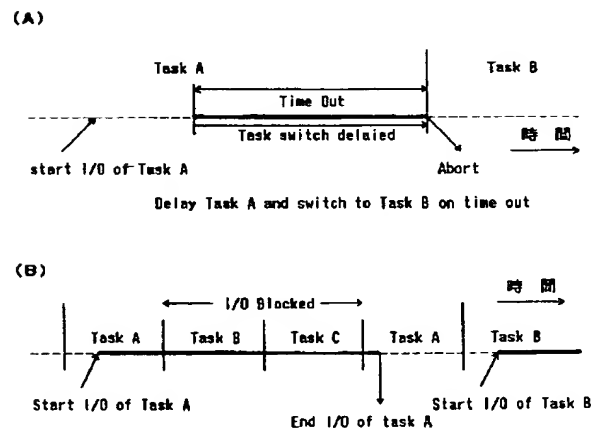 (A)
Task A
Task B
Time Out
Task switch delaied
時間
start I/O of Task A
Abort
Delay Task A and switch to Task B on time out
(B)
時間
I/O Blocked
Task A
Task B
Task C
Task A
Task B
Start I/O of Task A
Start I/O of Task B
End I/O of task A